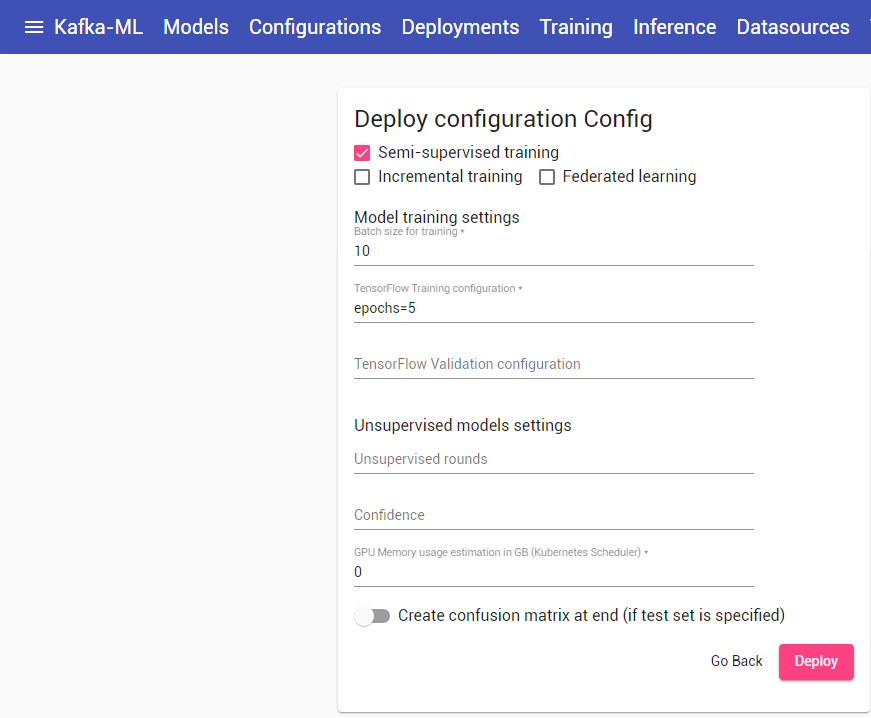 Kafka-ML Models Configurations Deployments Training Inference Datasources
Deploy configuration Config
Semi-supervised training
Incremental training Federated learning
Model training settings
Batch size for training *
10
TensorFlow Training configuration *
epochs=5
TensorFlow Validation configuration
Unsupervised models settings
Unsupervised rounds
Confidence
GPU Memory usage estimation in GB (Kubernetes Scheduler) *
0
Create confusion matrix at end (if test set is specified)
Go Back Deploy